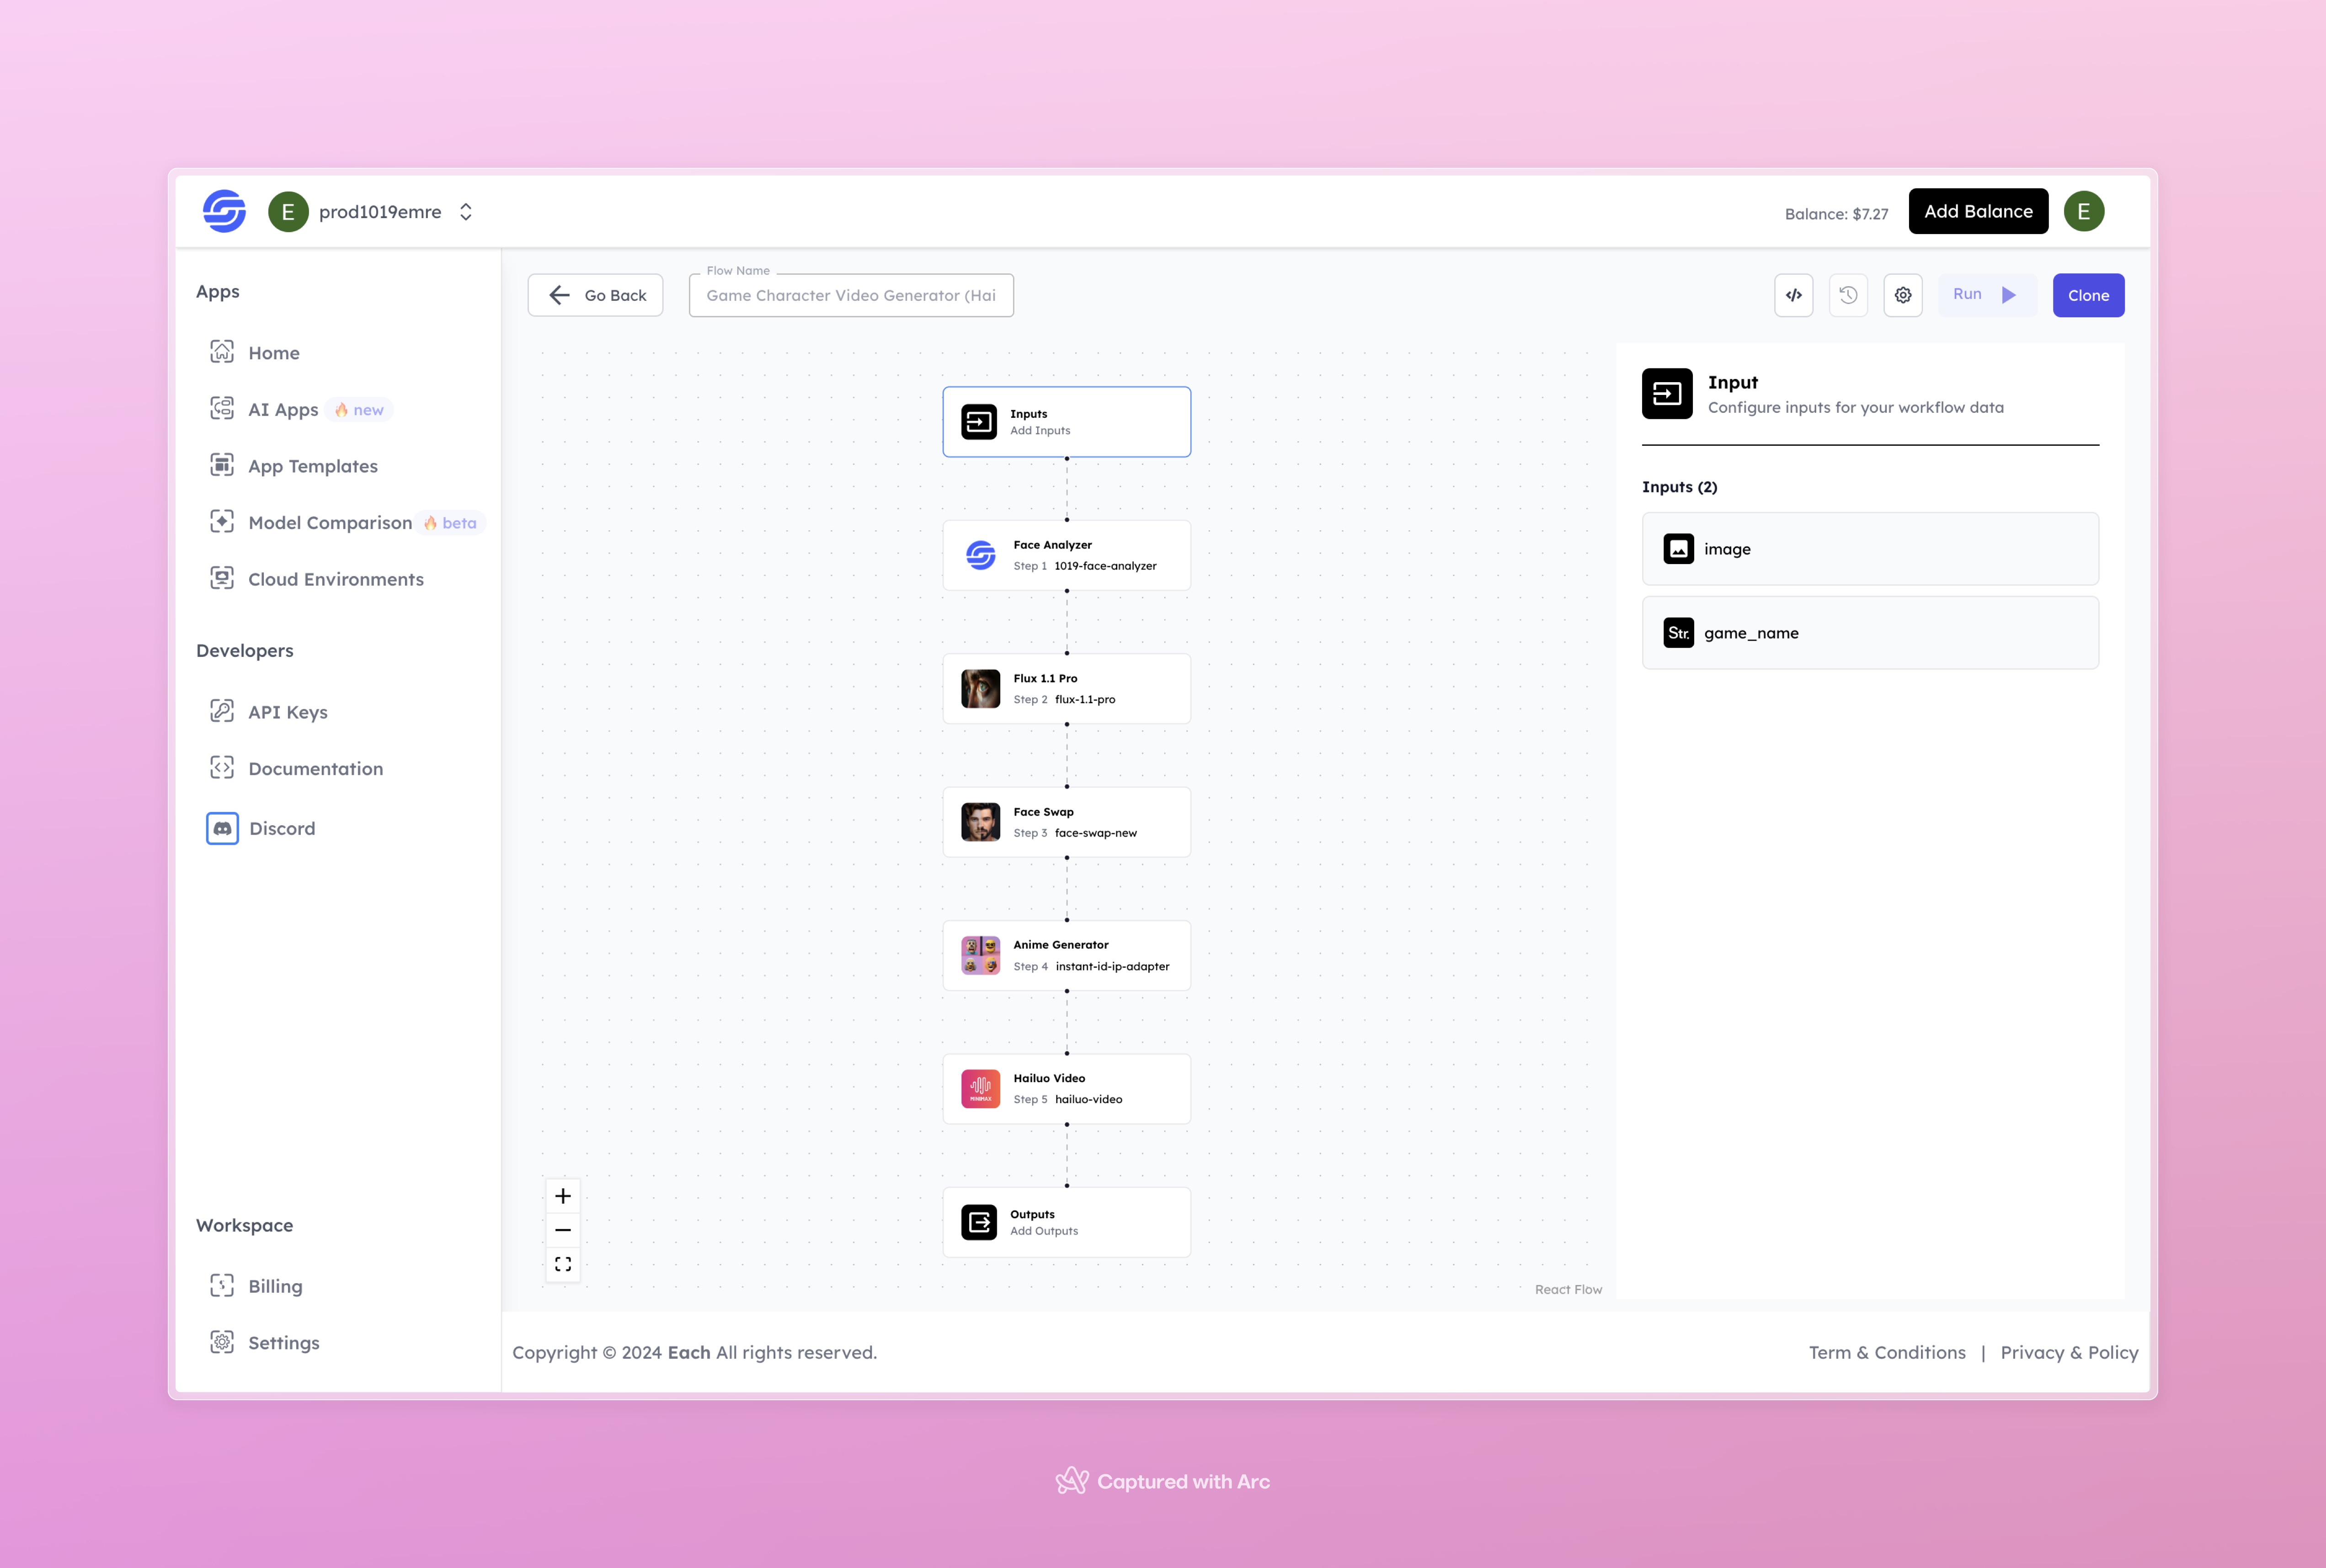 E prod1019emre
Balance: $7.27
Add Balance
E
Apps
Home
AI Apps 🔥 new
App Templates
Model Comparison 🔥 beta
Cloud Environments
Developers
API Keys
Documentation
Discord
Workspace
Billing
Settings
Go Back
Flow Name
Game Character Video Generator (Hai
Run
Clone
Inputs
Add Inputs
Face Analyzer
Step 1 1019-face-analyzer
Flux 1.1 Pro
Step 2 flux-1.1-pro
Face Swap
Step 3 face-swap-new
Anime Generator
Step 4 instant-id-ip-adapter
MINIMAX
Hailuo Video
Step 5 hailuo-video
Outputs
Add Outputs
React Flow
Input
Configure inputs for your workflow data
Inputs (2)
image
Str. game_name
Copyright © 2024 Each All rights reserved.
Term & Conditions | Privacy & Policy
Captured with Arc